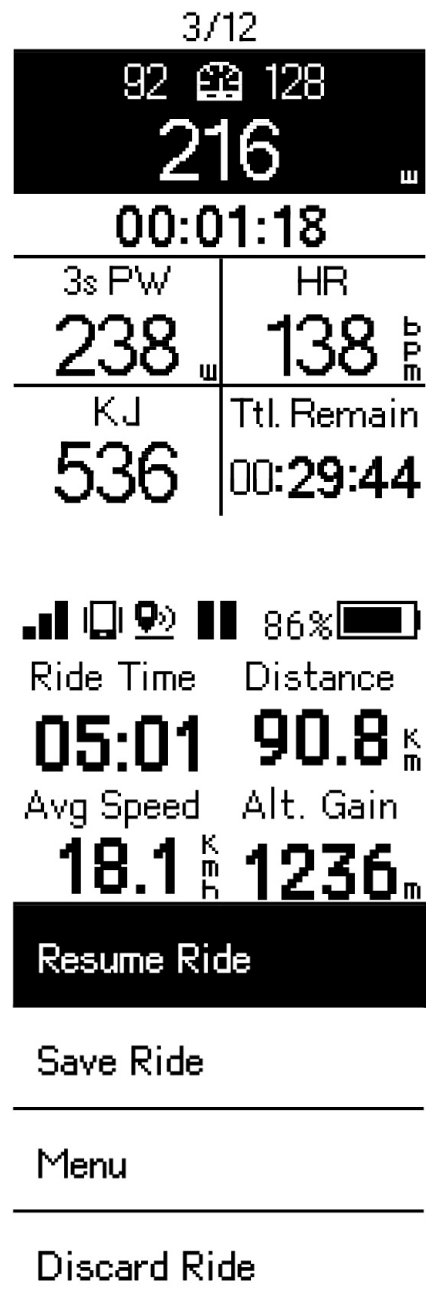 3/12
92 128
216 w
00:01:18
3s PW HR
238 w 138 bpm
KJ Ttl. Remain
536 00:29:44
86%
Ride Time Distance
05:01 90.8 Km
Avg Speed Alt. Gain
18.1 Kmh 1236 m
Resume Ride
Save Ride
Menu
Discard Ride